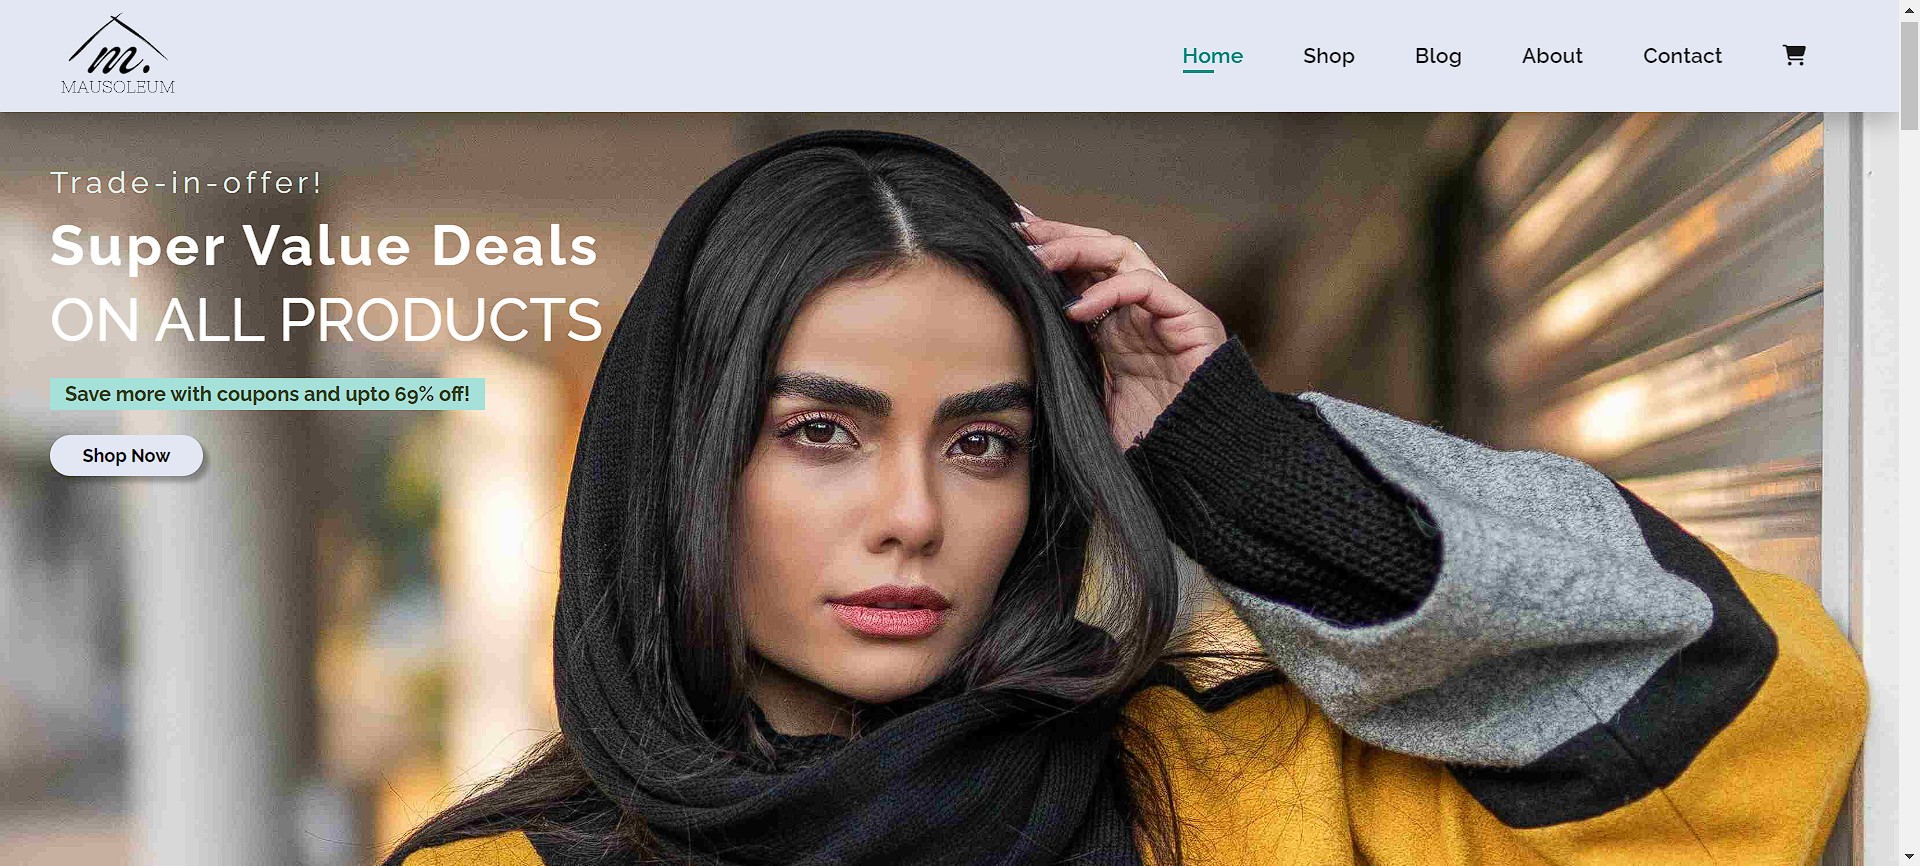 m.
MAUSOLEUM
Home
Shop
Blog
About
Contact
Trade-in-offer!
Super Value Deals
ON ALL PRODUCTS
Save more with coupons and upto 69% off!
Shop Now